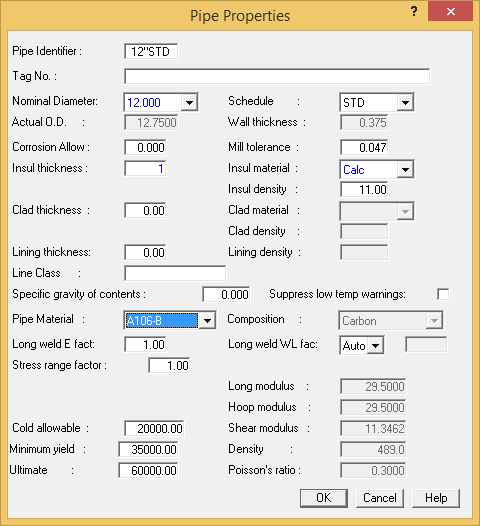 Pipe Properties ?
Pipe Identifier : 12"STD
Tag No. :
Nominal Diameter: 12.000 Schedule : STD
Actual O.D. : 12.7500 Wall thickness : 0.375
Corrosion Allow : 0.000 Mill tolerance : 0.047
Insul thickness : 1 Insul material : Calc
Insul density : 11.00
Clad thickness : 0.00 Clad material :
Clad density :
Lining thickness: 0.00 Lining density :
Line Class :
Specific gravity of contents : 0.000 Suppress low temp warnings:
Pipe Material : A106-B Composition : Carbon
Long weld E fact: 1.00 Long weld WL fac: Auto
Stress range factor : 1.00
Long modulus : 29.5000
Hoop modulus : 29.5000
Cold allowable : 20000.00 Shear modulus : 11.3462
Minimum yield : 35000.00 Density : 489.0
Ultimate : 60000.00 Poisson's ratio : 0.3000
OK Cancel Help